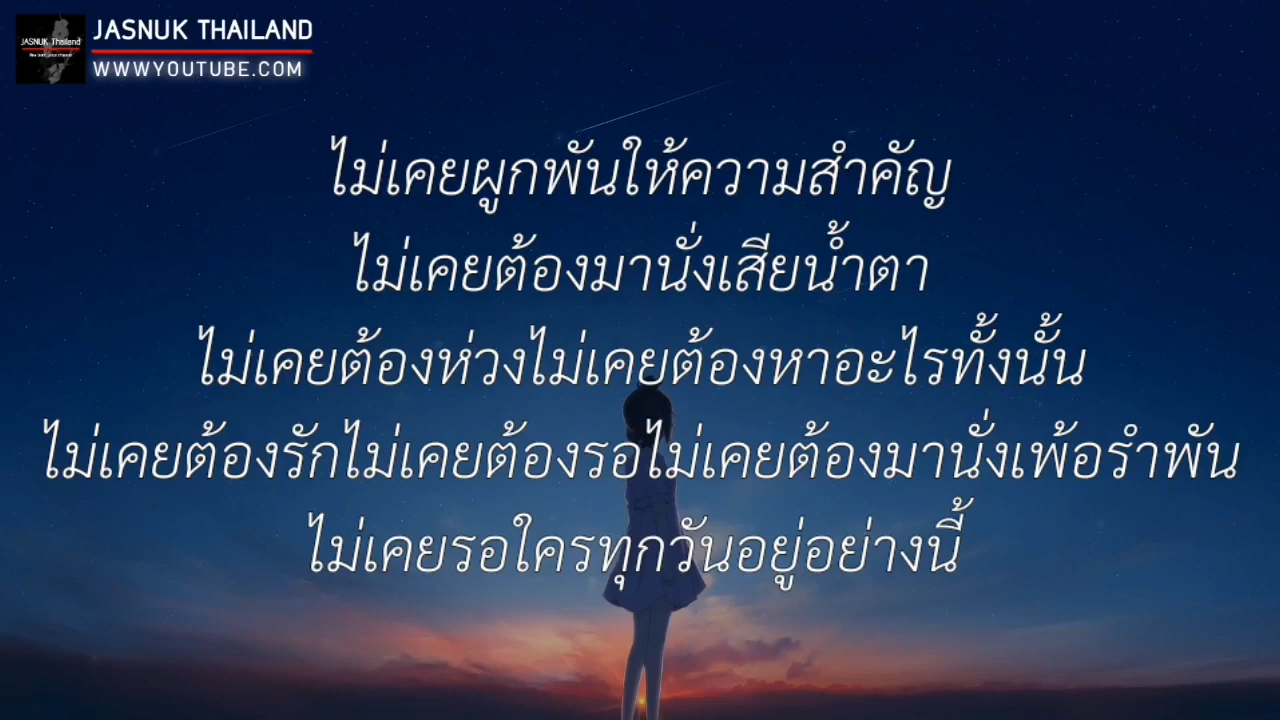 JASNUK THAILAND
WWWYOUTUBE.COM
JASNUK Thailand
ไม่เคยผูกพันให้ความสำคัญ
ไม่เคยต้องมานั่งเสียน้ำตา
ไม่เคยต้องห่วงไม่เคยต้องหาอะไรทั้งนั้น
ไม่เคยต้องรักไม่เคยต้องรอไม่เคยต้องมานั่งเพ้อรำพัน
ไม่เคยรอใครทุกวันอยู่อย่างนี้